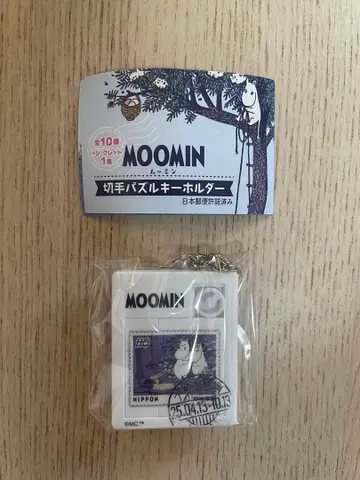 全10種
+シークレット
1種
MOOMIN
ムーミン
切手パズルキーホルダー
日本郵便許諾済み
MOOMIN
NIPPON
25.04.13-10.13
©MC™